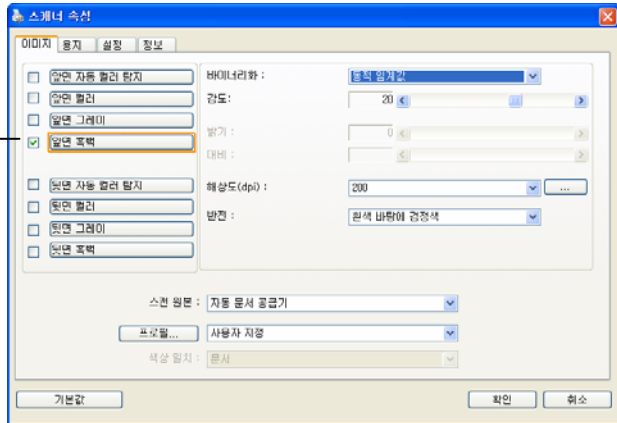 스캐너 속성
이미지 용지 설정 정보
앞면 자동 컬러 탐지
앞면 컬러
앞면 그레이
앞면 흑백
뒷면 자동 컬러 탐지
뒷면 컬러
뒷면 그레이
뒷면 흑백
바이너리화 : 동적 임계값
감도: 20
밝기 : 0
대비 :
해상도(dpi) : 200 ...
반전 : 흰색 바탕에 검정색
스캔 원본 : 자동 문서 공급기
프로필... 사용자 지정
색상 일치 : 문서
기본값 확인 취소